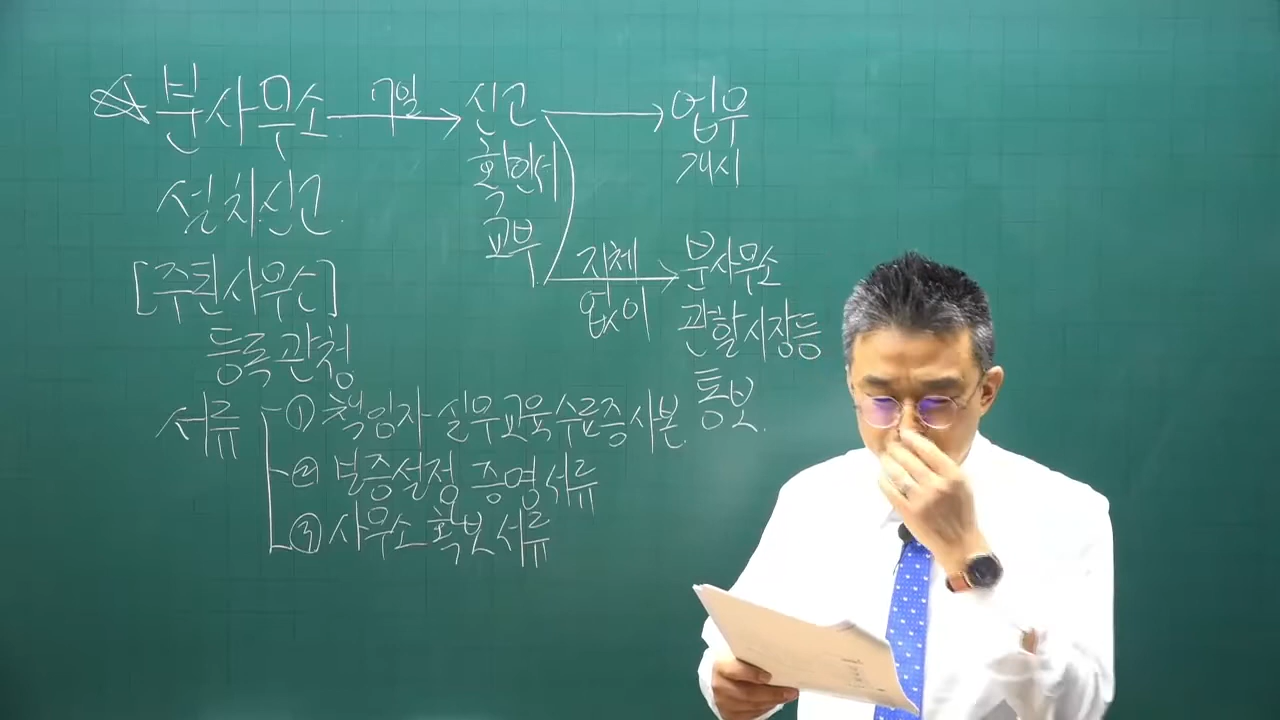 분사무소 7일 신고 업무
설치신고 확인서 개시
교부
[주된사무소] 지체 없이 분사무소
등록관청 관할시장등
통보.
서류 ① 책임자 실무교육수료증사본.
② 보증설정 증명서류
③ 사무소 확보서류